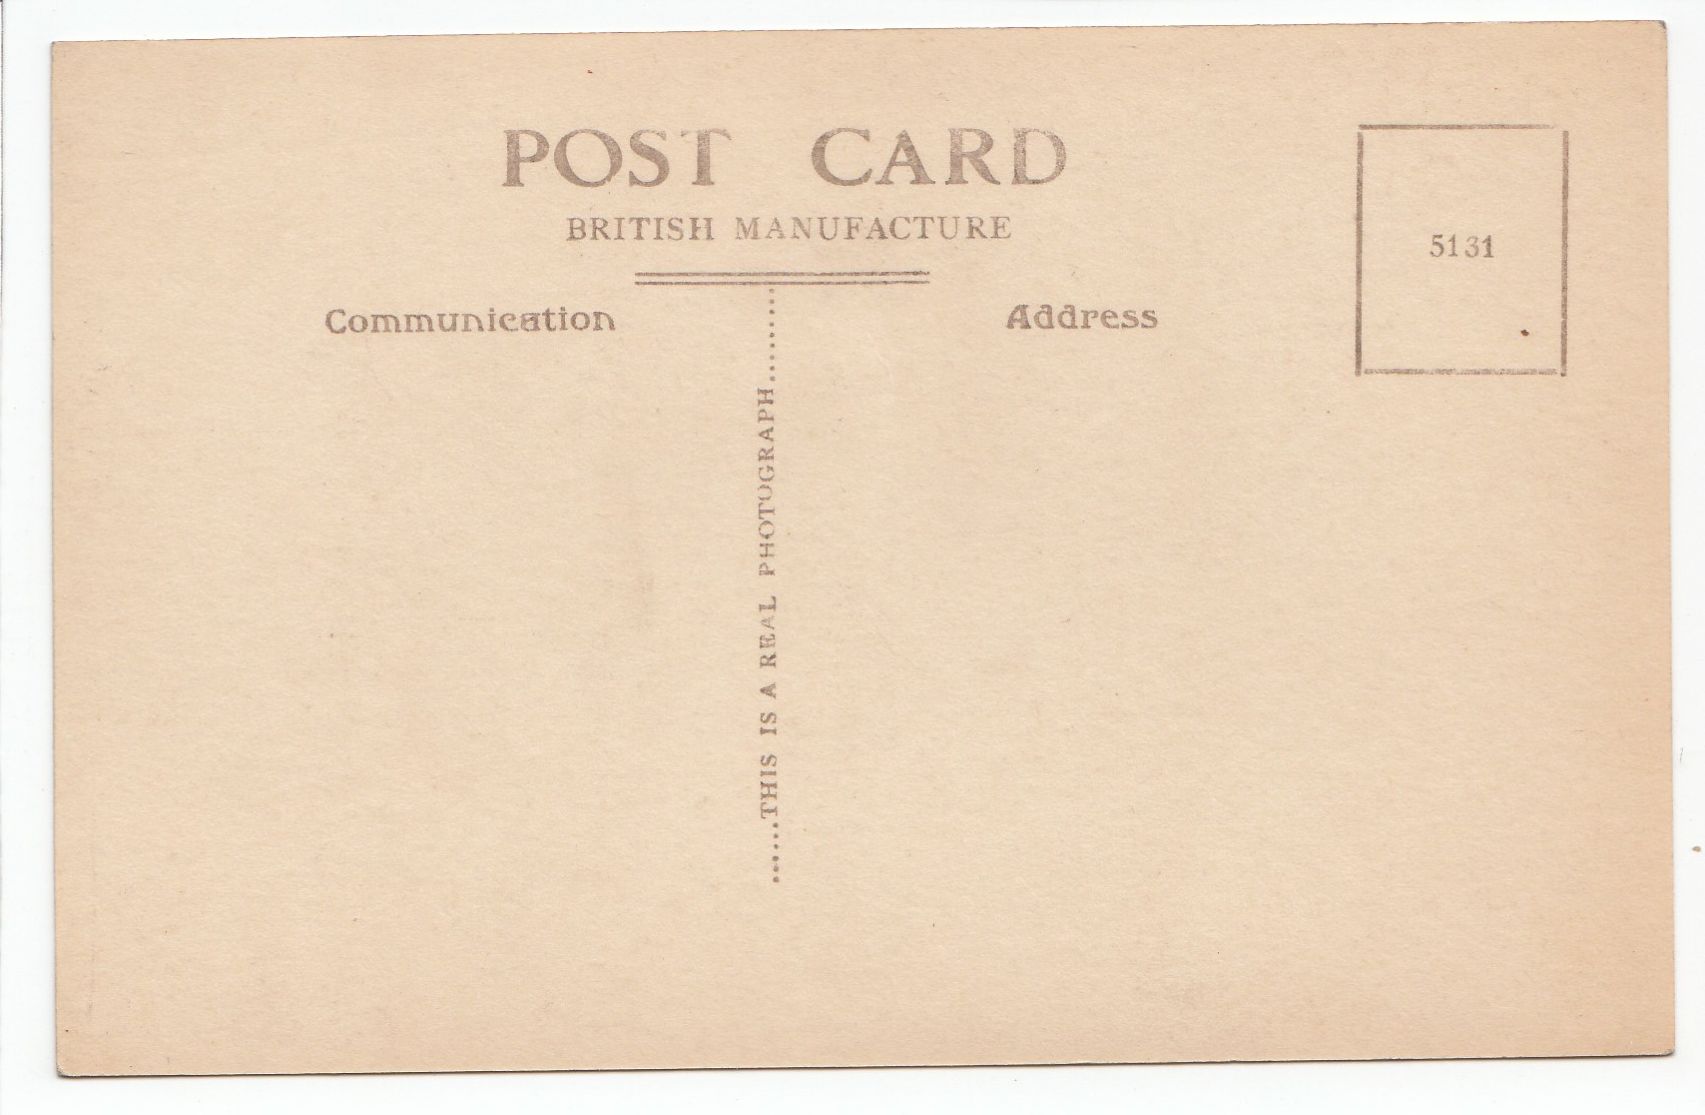 POST CARD
BRITISH MANUFACTURE
5131
Communication
Address
......THIS IS A REAL PHOTOGRAPH.........